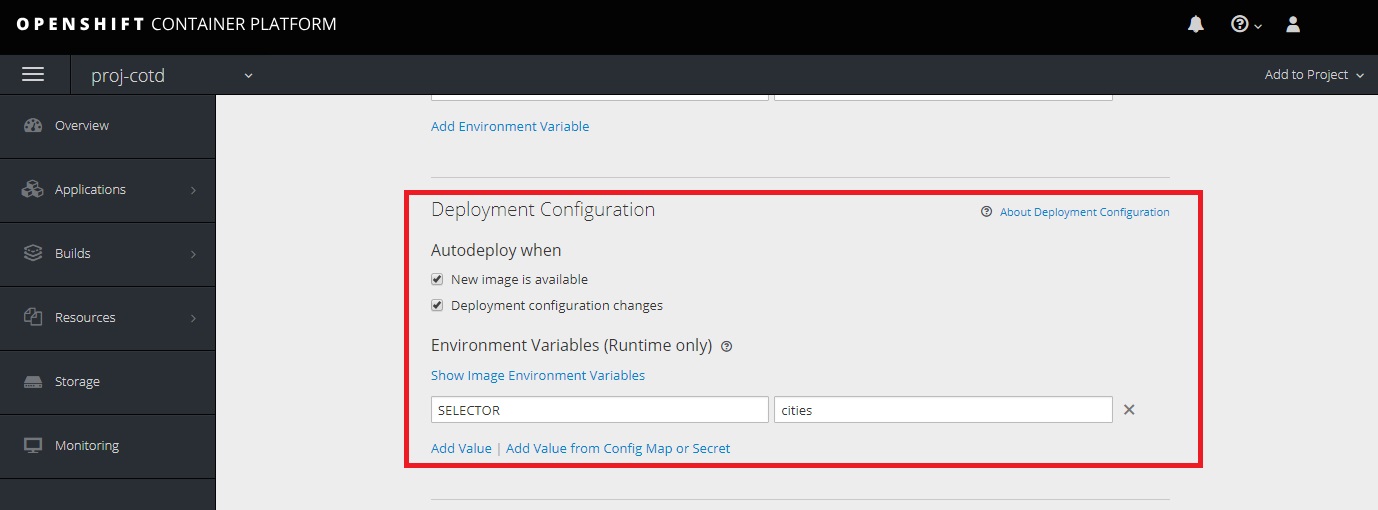 OPENSHIFT CONTAINER PLATFORM
proj-cotd
Add to Project
Overview
Applications
Builds
Resources
Storage
Monitoring
Add Environment Variable
Deployment Configuration
About Deployment Configuration
Autodeploy when
New image is available
Deployment configuration changes
Environment Variables (Runtime only)
Show Image Environment Variables
SELECTOR cities
Add Value | Add Value from Config Map or Secret